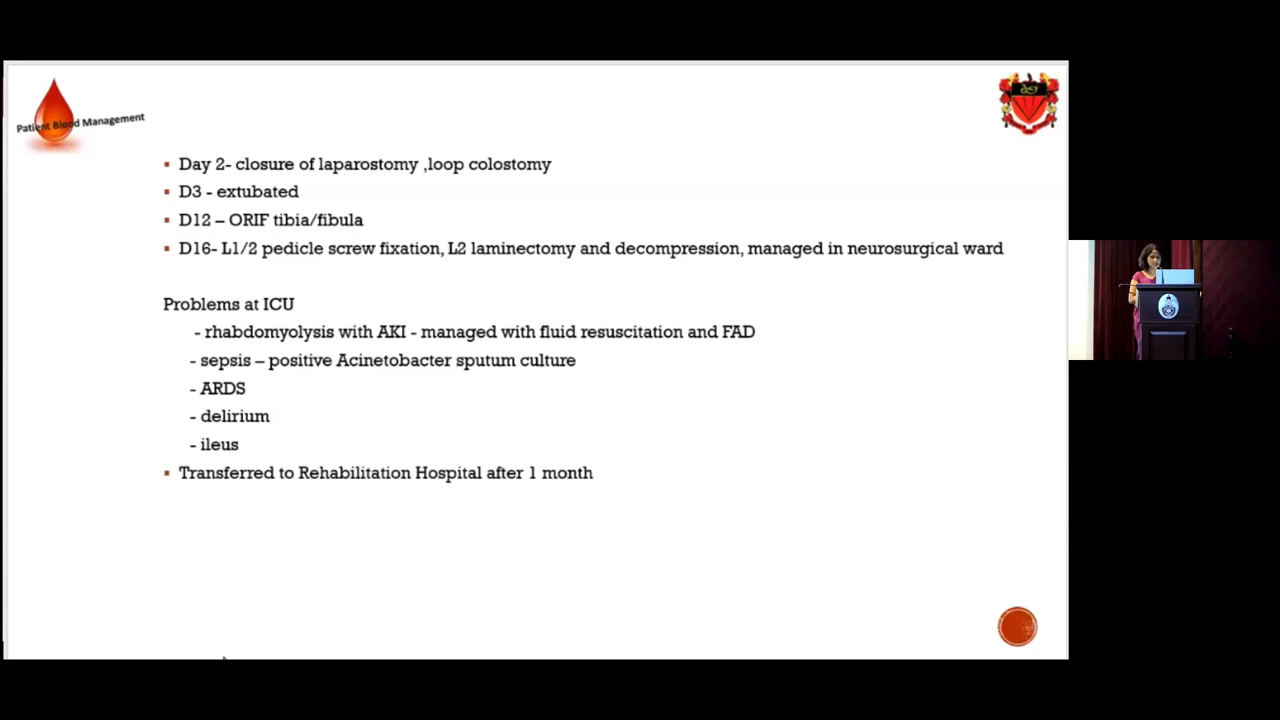 Patient Blood Management
▪ Day 2- closure of laparostomy ,loop colostomy
▪ D3 - extubated
▪ D12 – ORIF tibia/fibula
▪ D16- L1/2 pedicle screw fixation, L2 laminectomy and decompression, managed in neurosurgical ward
Problems at ICU
- rhabdomyolysis with AKI - managed with fluid resuscitation and FAD
- sepsis – positive Acinetobacter sputum culture
- ARDS
- delirium
- ileus
▪ Transferred to Rehabilitation Hospital after 1 month